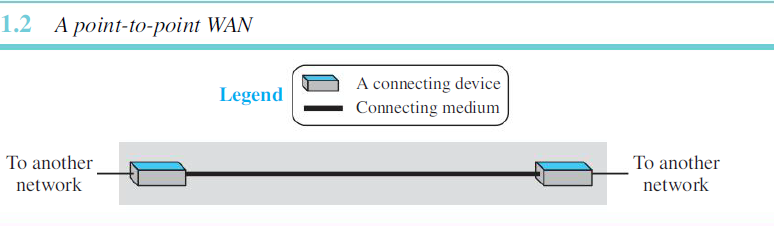 1.2 A point-to-point WAN
Legend
A connecting device
Connecting medium
To another
network
To another
network